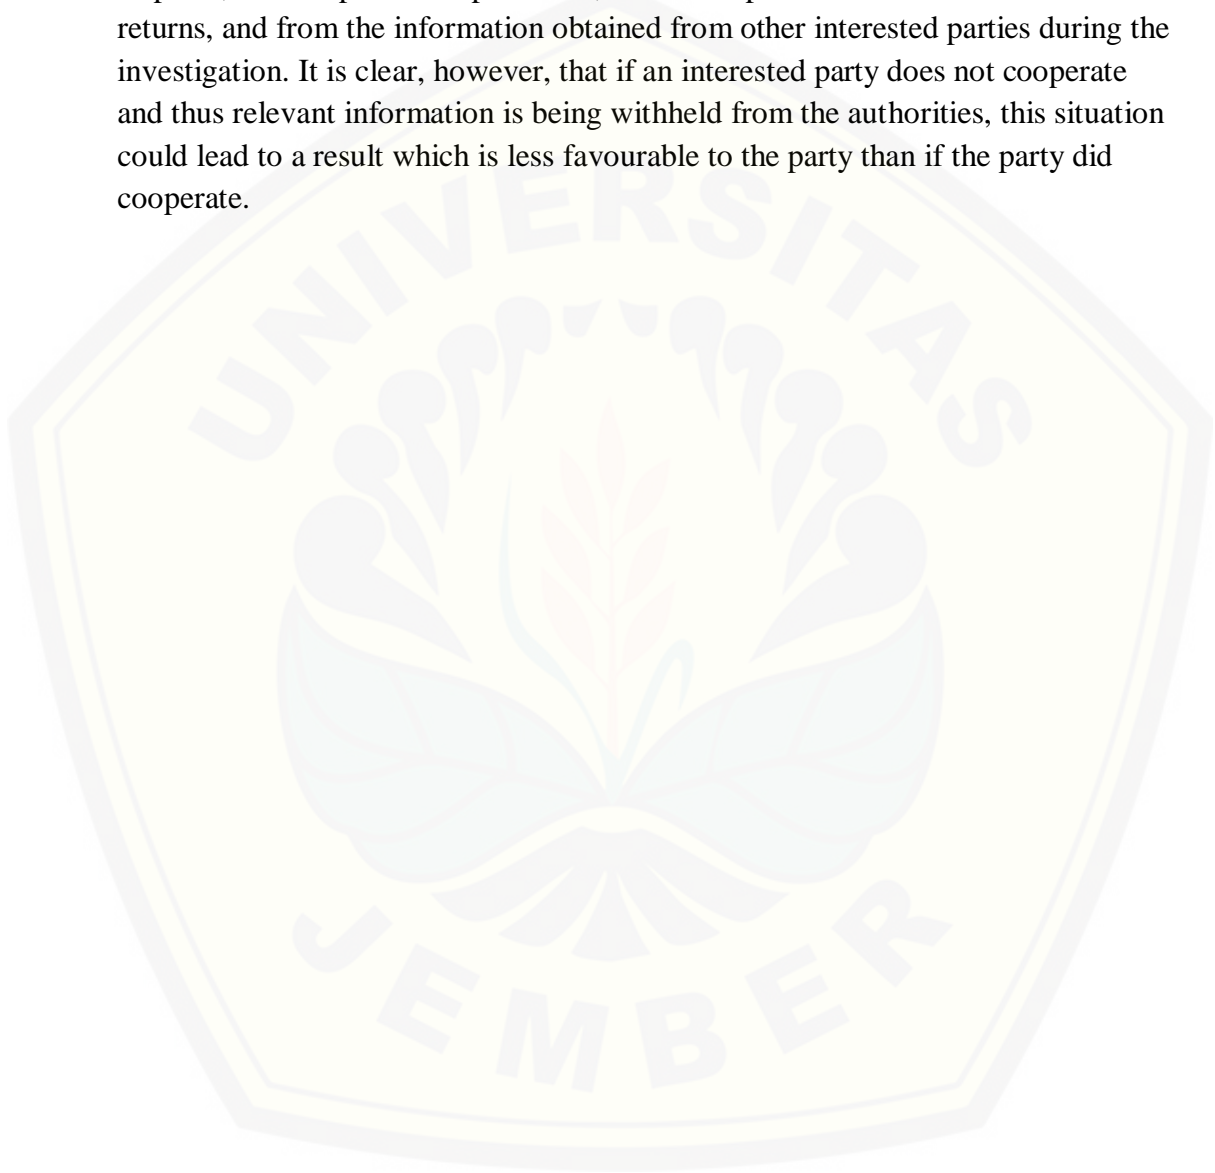 returns, and from the information obtained from other interested parties during the
investigation. It is clear, however, that if an interested party does not cooperate
and thus relevant information is being withheld from the authorities, this situation
could lead to a result which is less favourable to the party than if the party did
cooperate.
UNIVERSITAS
JEMBER